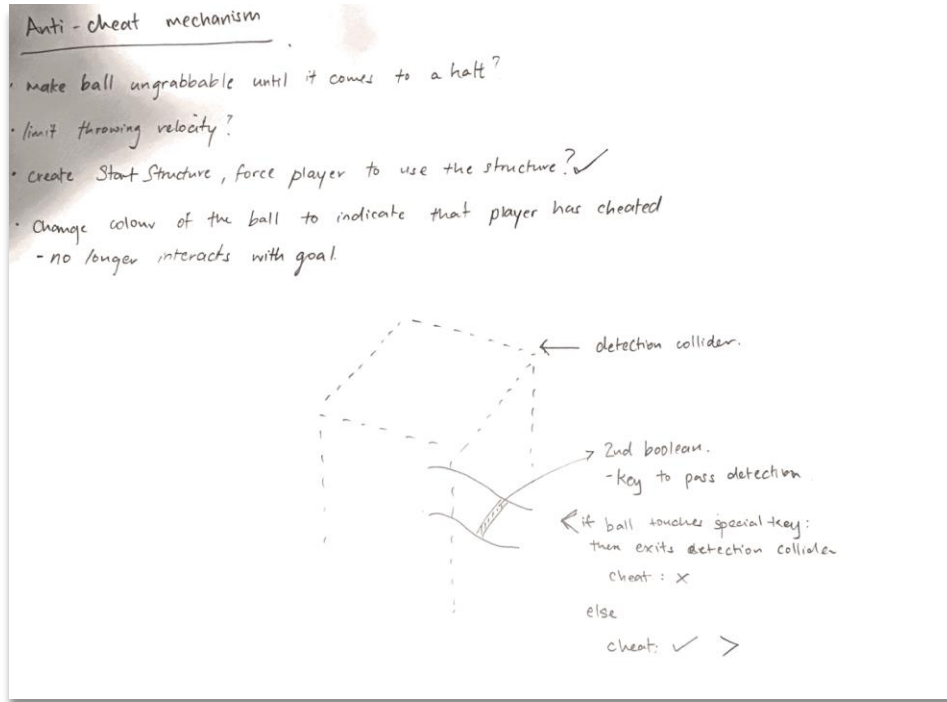 Anti-cheat mechanism
· Make ball ungrabbable until it comes to a halt?
· limit throwing velocity?
· Create Start Structure, force player to use the structure? ✓
· Change colour of the ball to indicate that player has cheated
- no longer interacts with goal.
← detection collider.
→ 2nd boolean.
- key to pass detection
< if ball touches special key:
then exits detection collider
cheat : x
else
cheat: ✓ >